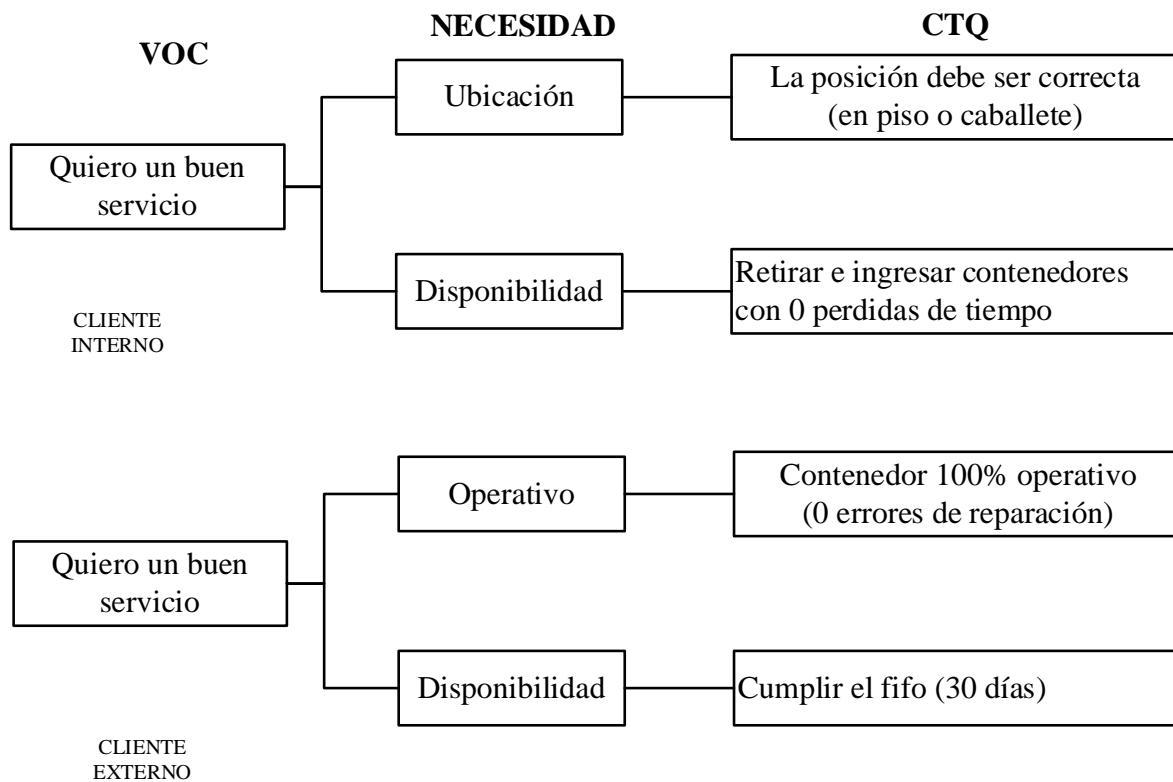 VOC
NECESIDAD
CTQ
Quiero un buen
servicio
CLIENTE
INTERNO
Ubicación
La posición debe ser correcta
(en piso o caballete)
Disponibilidad
Retirar e ingresar contenedores
con 0 perdidas de tiempo
Quiero un buen
servicio
CLIENTE
EXTERNO
Operativo
Contenedor 100% operativo
(0 errores de reparación)
Disponibilidad
Cumplir el fifo (30 días)